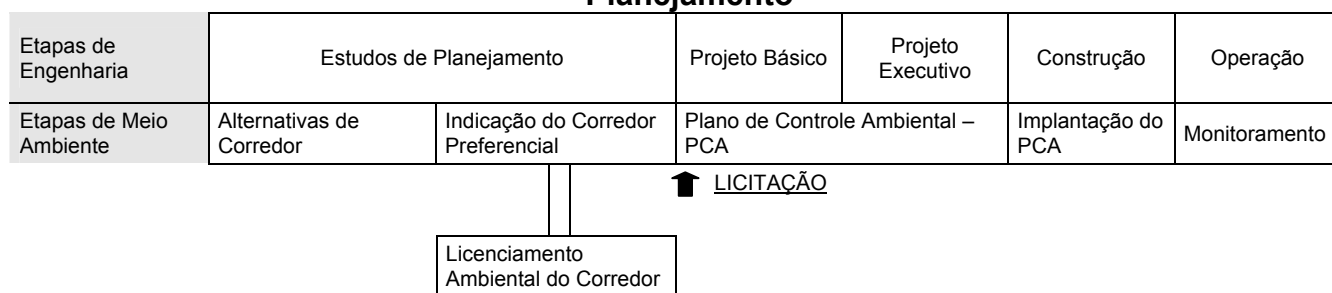 Planejamento
Etapas de
Engenharia
Estudos de Planejamento
Projeto Básico
Projeto
Executivo
Construção
Operação
Etapas de Meio
Ambiente
Alternativas de
Corredor
Indicação do Corredor
Preferencial
Plano de Controle Ambiental –
PCA
Implantação do
PCA
Monitoramento
LICITAÇÃO
Licenciamento
Ambiental do Corredor